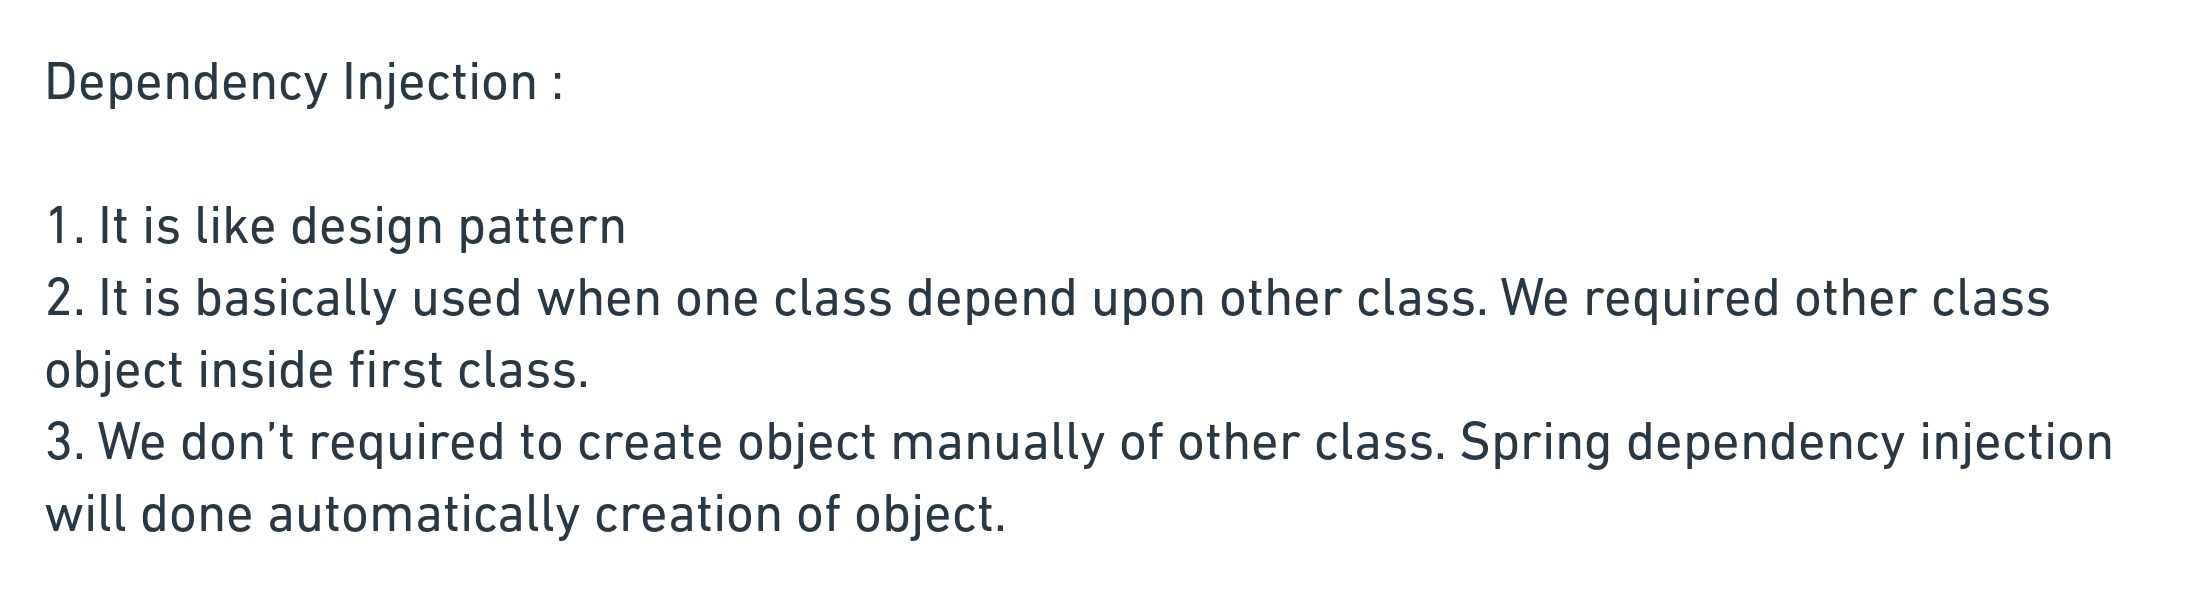 Dependency Injection :
1. It is like design pattern
2. It is basically used when one class depend upon other class. We required other class
object inside first class.
3. We don’t required to create object manually of other class. Spring dependency injection
will done automatically creation of object.